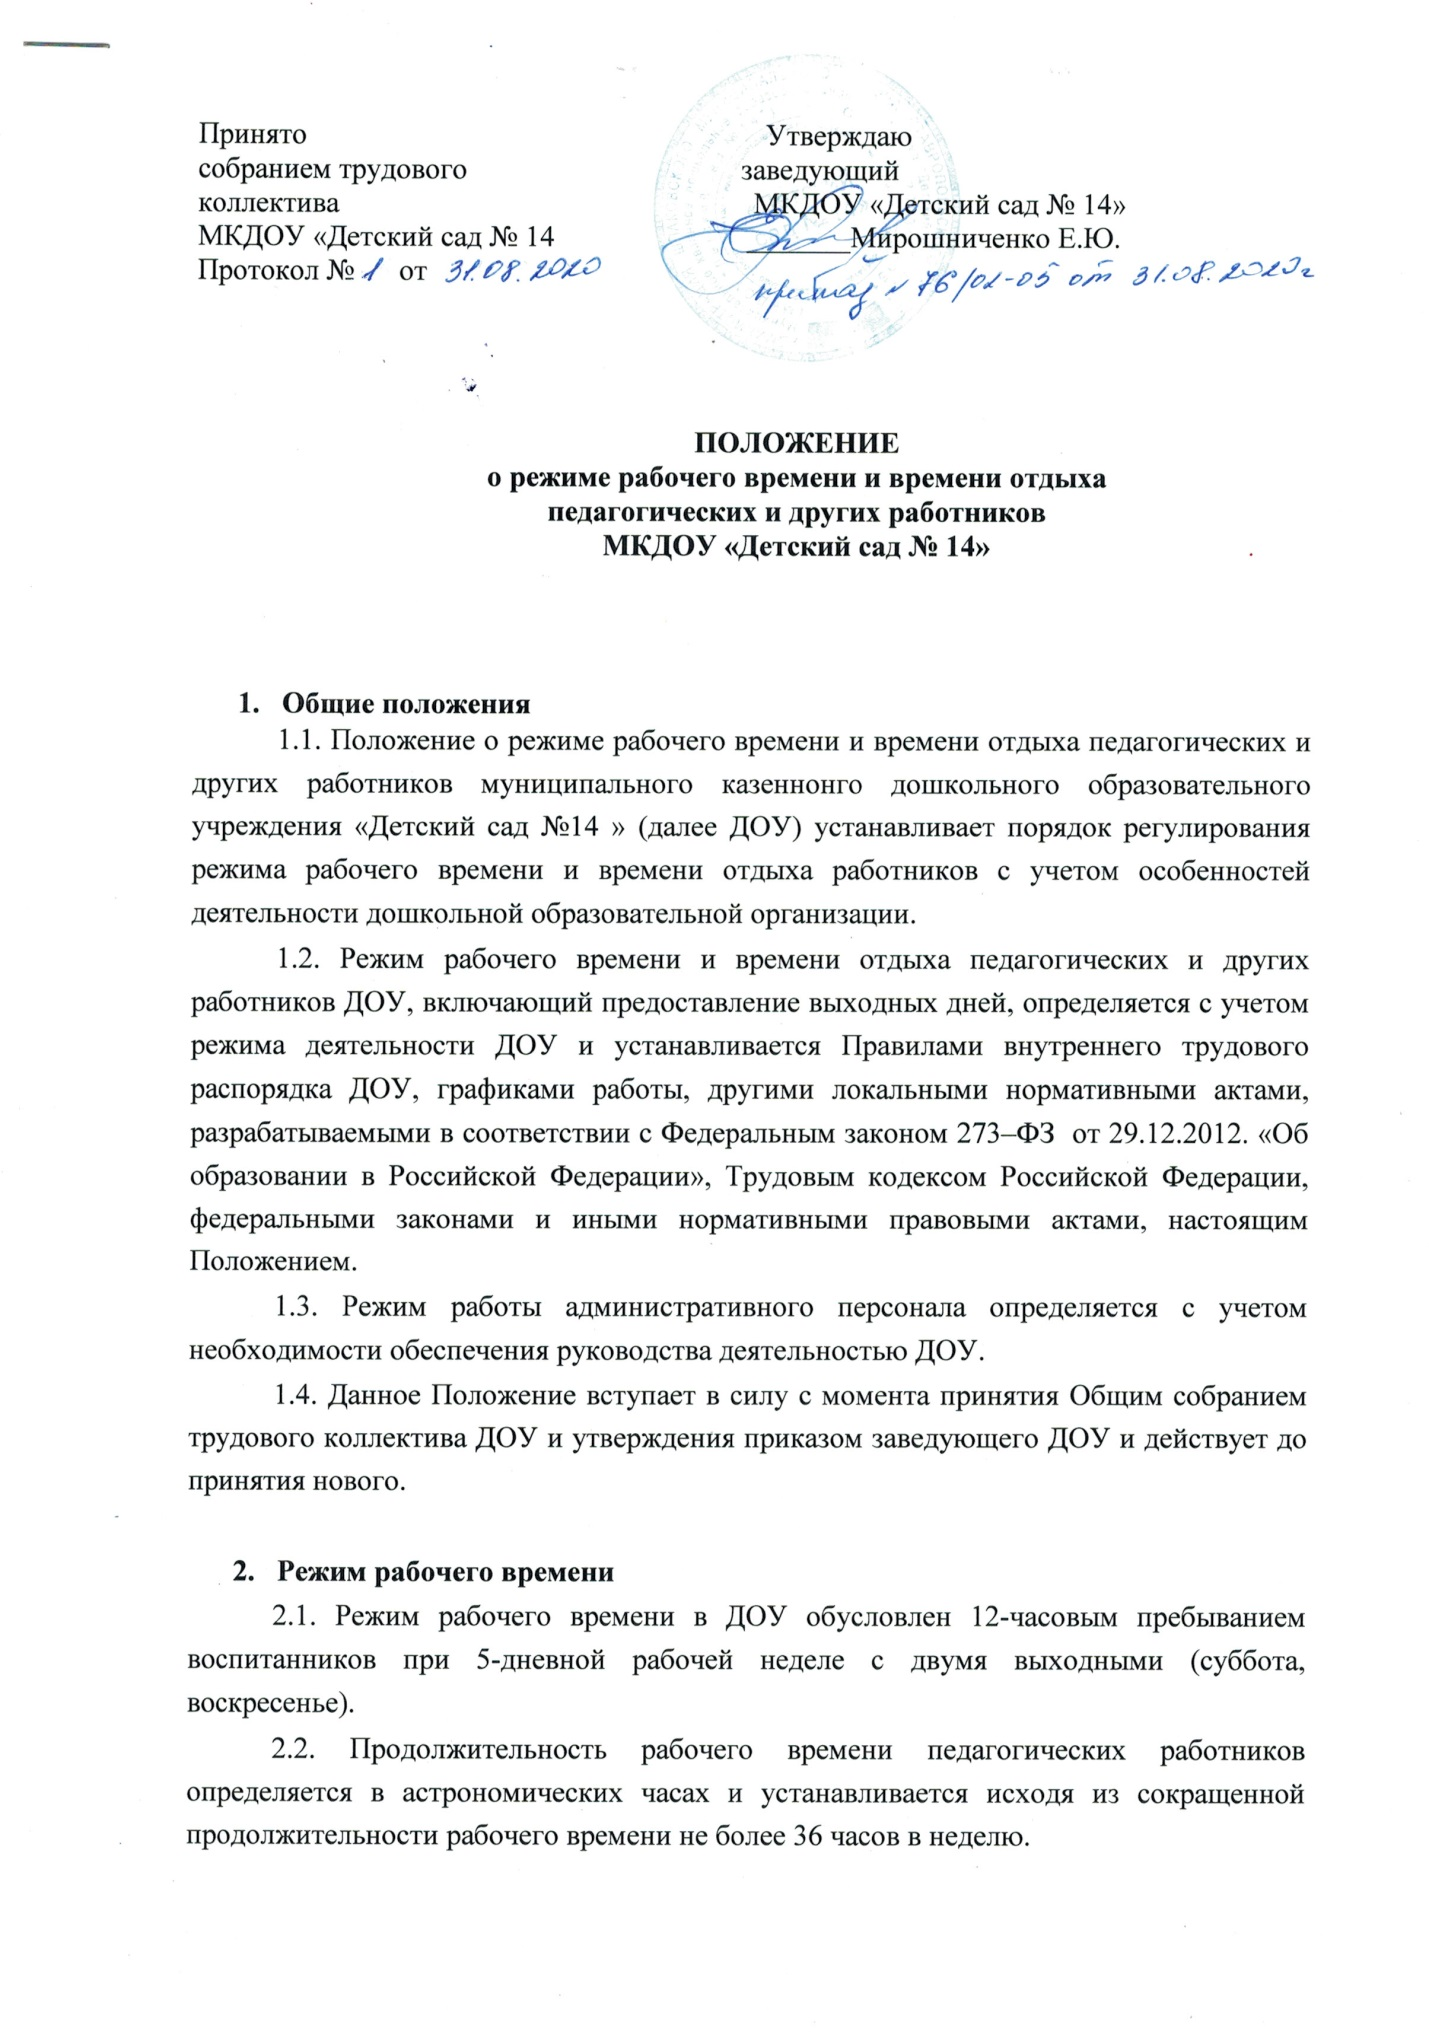 Принято
собранием трудового
коллектива
МКДОУ «Детский сад № 14
Протокол № 1 от 31.08.2020
Утверждаю
заведующий
МКДОУ «Детский сад № 14»
_______Мирошниченко Е.Ю.
приказ № 76/01-05 от 31.08.2020г
ПОЛОЖЕНИЕ
о режиме рабочего времени и времени отдыха
педагогических и других работников
МКДОУ «Детский сад № 14»
1. Общие положения
1.1. Положение о режиме рабочего времени и времени отдыха педагогических и
других работников муниципального казеннонго дошкольного образовательного
учреждения «Детский сад №14 » (далее ДОУ) устанавливает порядок регулирования
режима рабочего времени и времени отдыха работников с учетом особенностей
деятельности дошкольной образовательной организации.
1.2. Режим рабочего времени и времени отдыха педагогических и других
работников ДОУ, включающий предоставление выходных дней, определяется с учетом
режима деятельности ДОУ и устанавливается Правилами внутреннего трудового
распорядка ДОУ, графиками работы, другими локальными нормативными актами,
разрабатываемыми в соответствии с Федеральным законом 273–ФЗ от 29.12.2012. «Об
образовании в Российской Федерации», Трудовым кодексом Российской Федерации,
федеральными законами и иными нормативными правовыми актами, настоящим
Положением.
1.3. Режим работы административного персонала определяется с учетом
необходимости обеспечения руководства деятельностью ДОУ.
1.4. Данное Положение вступает в силу с момента принятия Общим собранием
трудового коллектива ДОУ и утверждения приказом заведующего ДОУ и действует до
принятия нового.
2. Режим рабочего времени
2.1. Режим рабочего времени в ДОУ обусловлен 12-часовым пребыванием
воспитанников при 5-дневной рабочей неделе с двумя выходными (суббота,
воскресенье).
2.2. Продолжительность рабочего времени педагогических работников
определяется в астрономических часах и устанавливается исходя из сокращенной
продолжительности рабочего времени не более 36 часов в неделю.